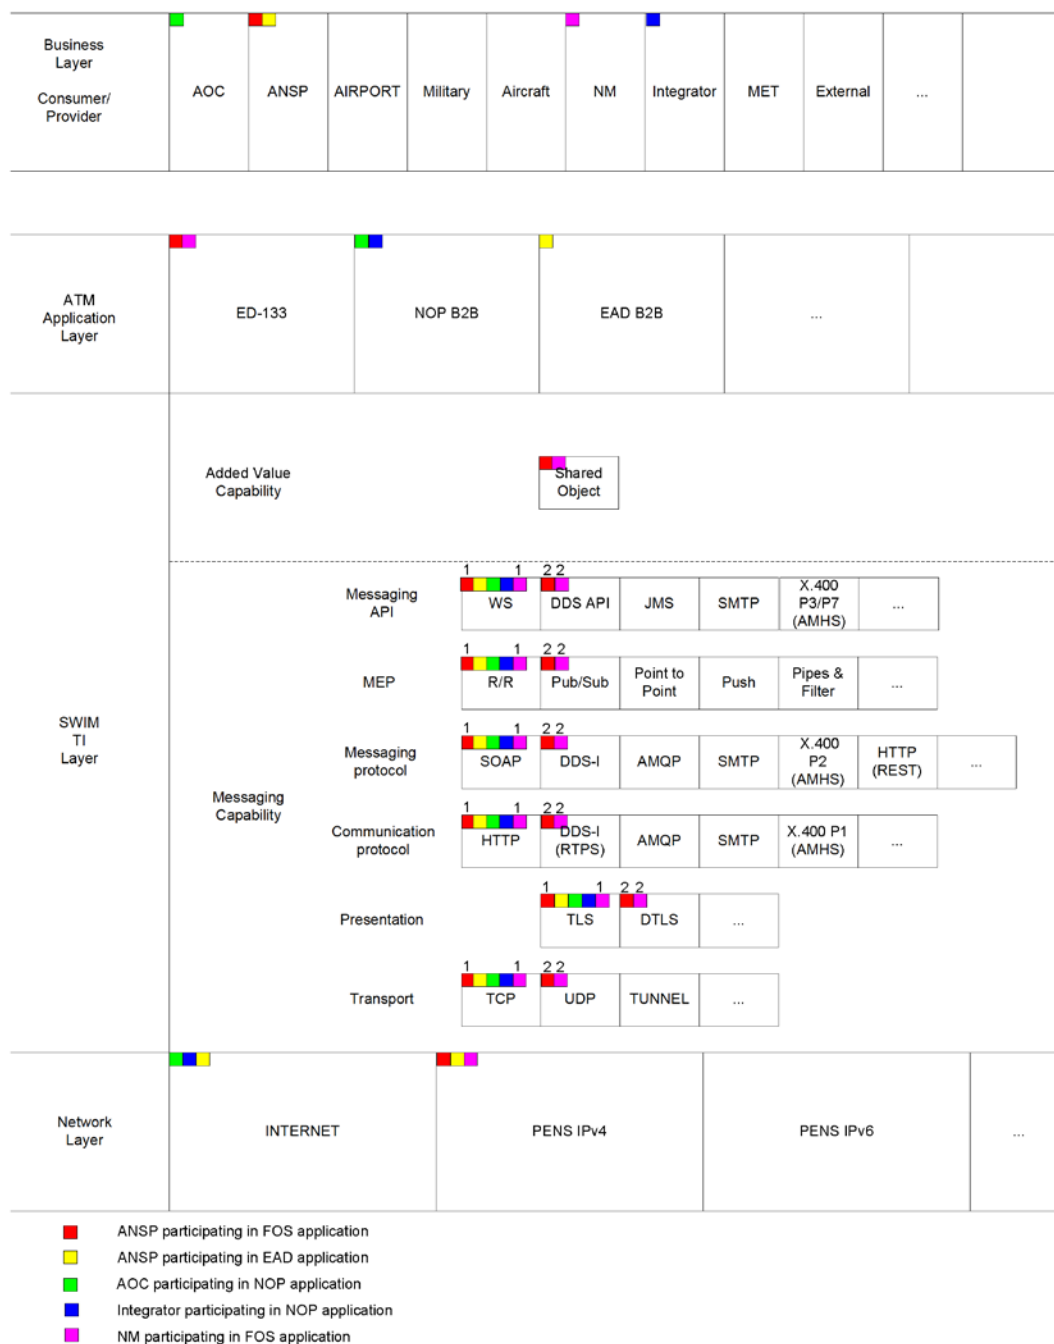 Business
Layer
Consumer/
Provider
AOC
ANSP
AIRPORT
Military
Aircraft
NM
Integrator
MET
External
...
ATM
Application
Layer
ED-133
NOP B2B
EAD B2B
...
SWIM
TI
Layer
Added Value
Capability
Shared
Object
Messaging
Capability
Messaging
API
1 1 2 2
WS
DDS API
JMS
SMTP
X.400
P3/P7
(AMHS)
...
MEP
1 1 2 2
R/R
Pub/Sub
Point to
Point
Push
Pipes &
Filter
...
Messaging
protocol
1 1 2 2
SOAP
DDS-I
AMQP
SMTP
X.400
P2
(AMHS)
HTTP
(REST)
...
Communication
protocol
1 1 2 2
HTTP
DDS-I
(RTPS)
AMQP
SMTP
X.400 P1
(AMHS)
...
Presentation
1 1 2 2
TLS
DTLS
...
Transport
1 1 2 2
TCP
UDP
TUNNEL
...
Network
Layer
INTERNET
PENS IPv4
PENS IPv6
...
ANSP participating in FOS application
ANSP participating in EAD application
AOC participating in NOP application
Integrator participating in NOP application
NM participating in FOS application